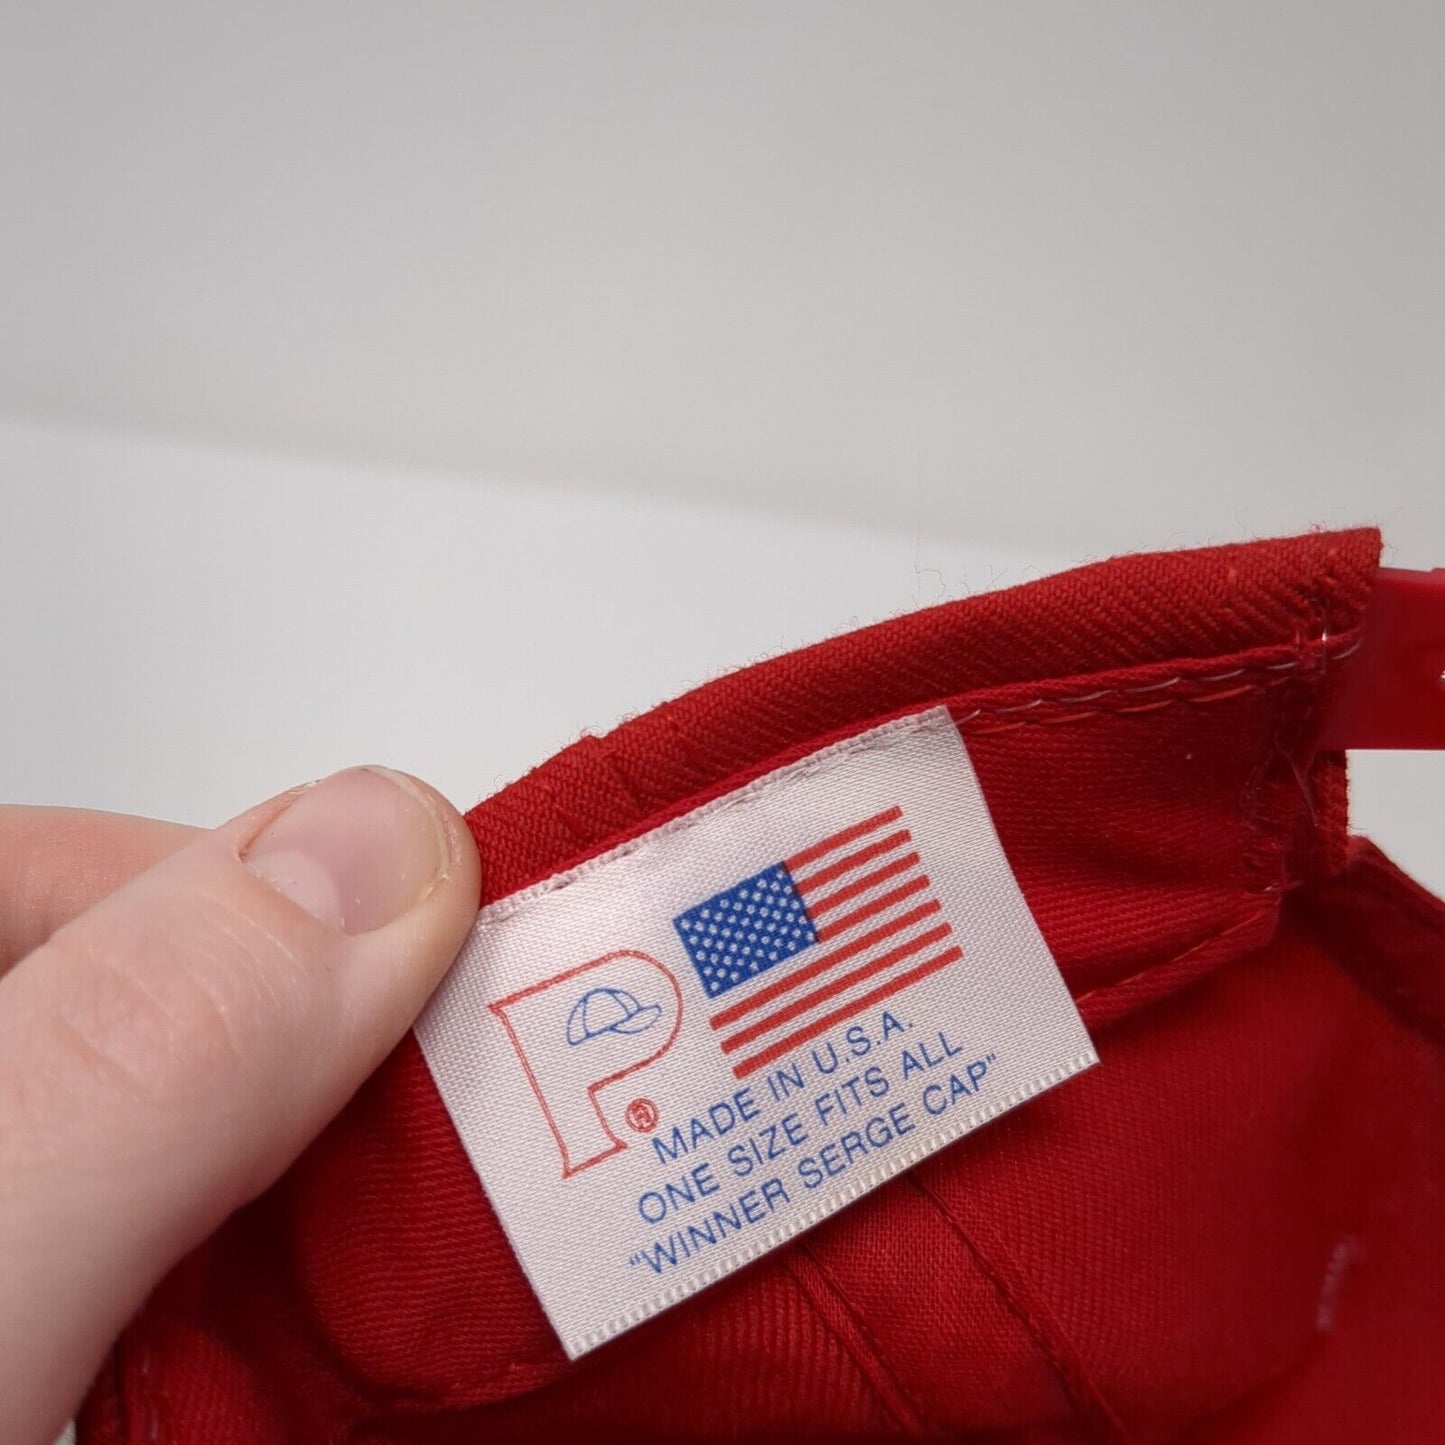 P.®
MADE IN U.S.A.
ONE SIZE FITS ALL
"WINNER SERGE CAP"